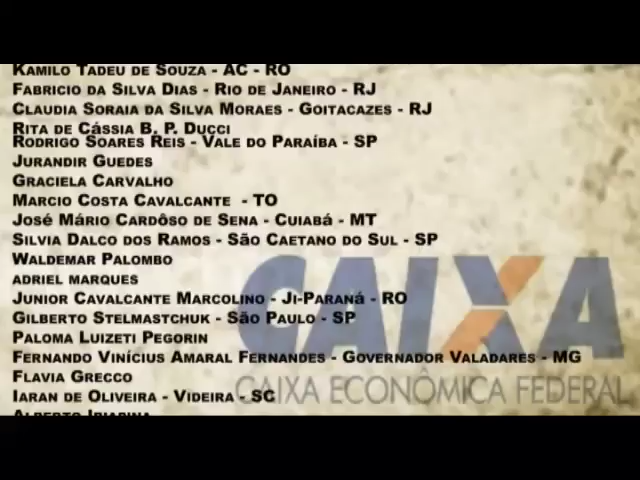 KAMILO TADEU DE SOUZA - AC - RO
FABRICIO DA SILVA DIAS - RIO DE JANEIRO - RJ
CLAUDIA SORAIA DA SILVA MORAES - GOITACAZES - RJ
RITA DE CÁSSIA B. P. DUCCI
RODRIGO SOARES REIS - VALE DO PARAÍBA - SP
JURANDIR GUEDES
GRACIELA CARVALHO
MARCIO COSTA CAVALCANTE - TO
JOSÉ MÁRIO CARDÔSO DE SENA - CUIABÁ - MT
SILVIA DALCO DOS RAMOS - SÃO CAETANO DO SUL - SP
WALDEMAR PALOMBO
ADRIEL MARQUES
JUNIOR CAVALCANTE MARCOLINO - JI-PARANÁ - RO
GILBERTO STELMASTCHUK - SÃO PAULO - SP
PALOMA LUIZETI PEGORIN
FERNANDO VINÍCIUS AMARAL FERNANDES - GOVERNADOR VALADARES - MG
FLAVIA GRECCO
IARAN DE OLIVEIRA - VIDEIRA - SC
ALBERTO
CAIXA
CAIXA ECONÔMICA FEDERAL